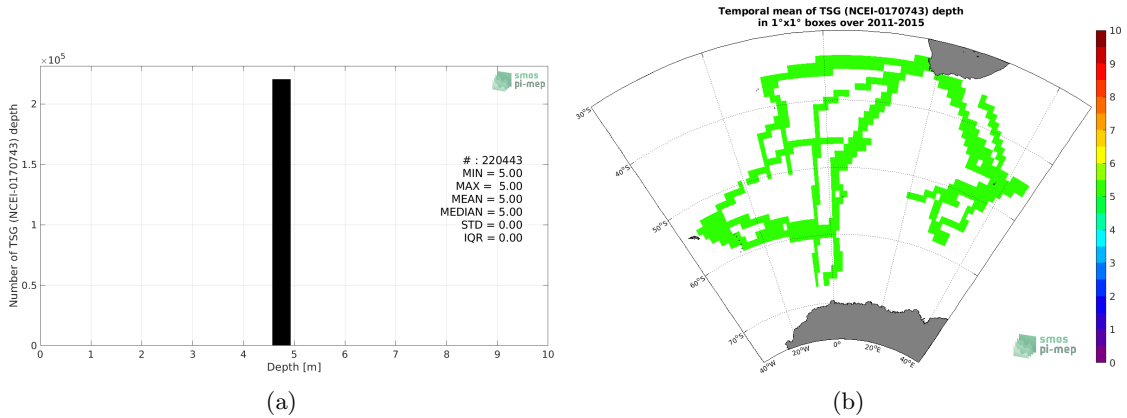 ×10⁵
2
1.5
1
0.5
0
0 1 2 3 4 5 6 7 8 9 10
Number of TSG (NCEI-0170743) depth
Depth [m]
smos
pi-mep
# : 220443
MIN = 5.00
MAX = 5.00
MEAN = 5.00
MEDIAN = 5.00
STD = 0.00
IQR = 0.00
(a)
Temporal mean of TSG (NCEI-0170743) depth
in 1°x1° boxes over 2011-2015
30°S
40°S
50°S
60°S
70°S
40°W
20°W
0°
20°E
40°E
10
9
8
7
6
5
4
3
2
1
0
smos
pi-mep
(b)